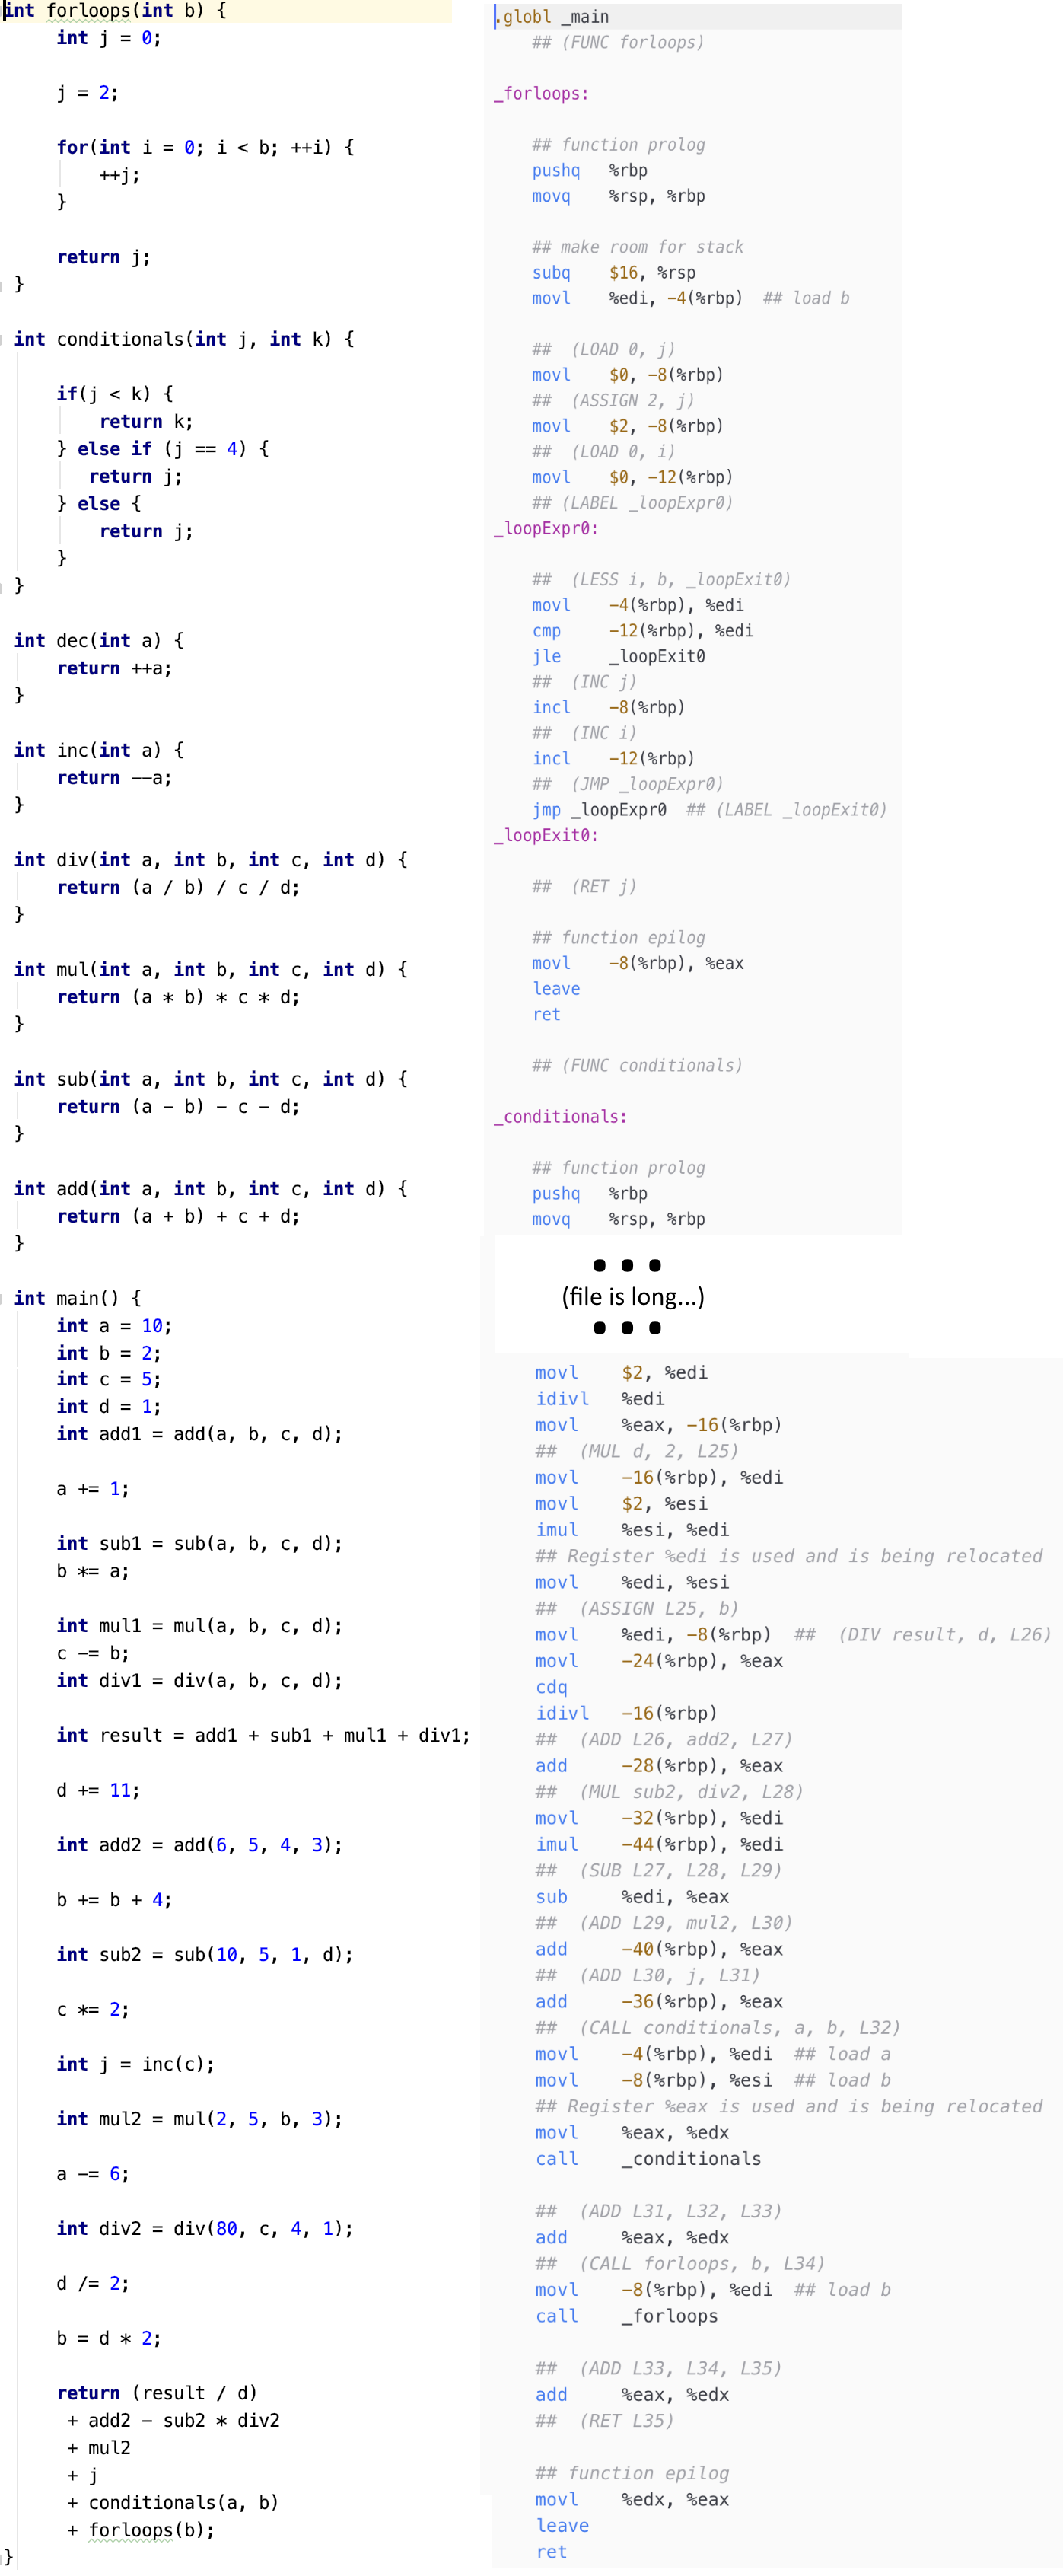 int forloops(int b) {
int j = 0;
j = 2;
for(int i = 0; i < b; ++i) {
++j;
}
return j;
}
int conditionals(int j, int k) {
if(j < k) {
return k;
} else if (j == 4) {
return j;
} else {
return j;
}
}
int dec(int a) {
return ++a;
}
int inc(int a) {
return --a;
}
int div(int a, int b, int c, int d) {
return (a / b) / c / d;
}
int mul(int a, int b, int c, int d) {
return (a * b) * c * d;
}
int sub(int a, int b, int c, int d) {
return (a - b) - c - d;
}
int add(int a, int b, int c, int d) {
return (a + b) + c + d;
}
int main() {
int a = 10;
int b = 2;
int c = 5;
int d = 1;
int add1 = add(a, b, c, d);
a += 1;
int sub1 = sub(a, b, c, d);
b *= a;
int mul1 = mul(a, b, c, d);
c -= b;
int div1 = div(a, b, c, d);
int result = add1 + sub1 + mul1 + div1;
d += 11;
int add2 = add(6, 5, 4, 3);
b += b + 4;
int sub2 = sub(10, 5, 1, d);
c *= 2;
int j = inc(c);
int mul2 = mul(2, 5, b, 3);
a -= 6;
int div2 = div(80, c, 4, 1);
d /= 2;
b = d * 2;
return (result / d)
+ add2 - sub2 * div2
+ mul2
+ j
+ conditionals(a, b)
+ forloops(b);
}
.globl _main
## (FUNC forloops)
_forloops:
## function prolog
pushq %rbp
movq %rsp, %rbp
## make room for stack
subq $16, %rsp
movl %edi, -4(%rbp) ## load b
## (LOAD 0, j)
movl $0, -8(%rbp)
## (ASSIGN 2, j)
movl $2, -8(%rbp)
## (LOAD 0, i)
movl $0, -12(%rbp)
## (LABEL _loopExpr0)
_loopExpr0:
## (LESS i, b, _loopExit0)
movl -4(%rbp), %edi
cmp -12(%rbp), %edi
jle _loopExit0
## (INC j)
incl -8(%rbp)
## (INC i)
incl -12(%rbp)
## (JMP _loopExpr0)
jmp _loopExpr0 ## (LABEL _loopExit0)
_loopExit0:
## (RET j)
## function epilog
movl -8(%rbp), %eax
leave
ret
## (FUNC conditionals)
_conditionals:
## function prolog
pushq %rbp
movq %rsp, %rbp
(file is long...)
movl $2, %edi
idivl %edi
movl %eax, -16(%rbp)
## (MUL d, 2, L25)
movl -16(%rbp), %edi
movl $2, %esi
imul %esi, %edi
## Register %edi is used and is being relocated
movl %edi, %esi
## (ASSIGN L25, b)
movl %edi, -8(%rbp) ## (DIV result, d, L26)
movl -24(%rbp), %eax
cdq
idivl -16(%rbp)
## (ADD L26, add2, L27)
add -28(%rbp), %eax
## (MUL sub2, div2, L28)
movl -32(%rbp), %edi
imul -44(%rbp), %edi
## (SUB L27, L28, L29)
sub %edi, %eax
## (ADD L29, mul2, L30)
add -40(%rbp), %eax
## (ADD L30, j, L31)
add -36(%rbp), %eax
## (CALL conditionals, a, b, L32)
movl -4(%rbp), %edi ## load a
movl -8(%rbp), %esi ## load b
## Register %eax is used and is being relocated
movl %eax, %edx
call _conditionals
## (ADD L31, L32, L33)
add %eax, %edx
## (CALL forloops, b, L34)
movl -8(%rbp), %edi ## load b
call _forloops
## (ADD L33, L34, L35)
add %eax, %edx
## (RET L35)
## function epilog
movl %edx, %eax
leave
ret